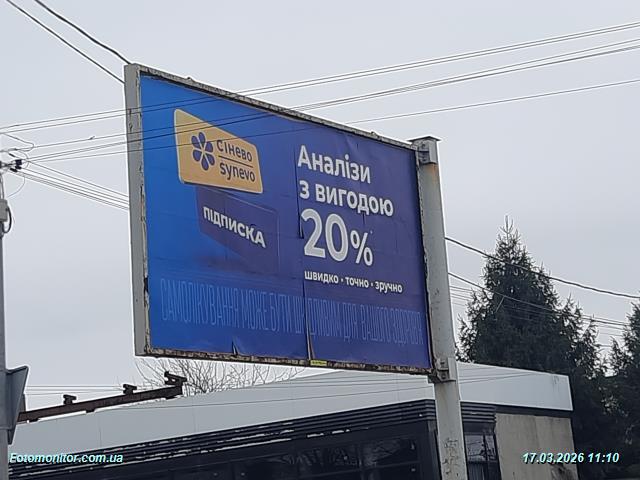 Сінево
Synevo
ПІДПИСКА
Аналізи
з вигодою
20%
швидко • точно • зручно
САМОЛІКУВАННЯ МОЖЕ БУТИ ШКІДЛИВИМ ДЛЯ ВАШОГО ЗДОРОВ'Я
Fotomonitor.com.ua
17.03.2026 11:10